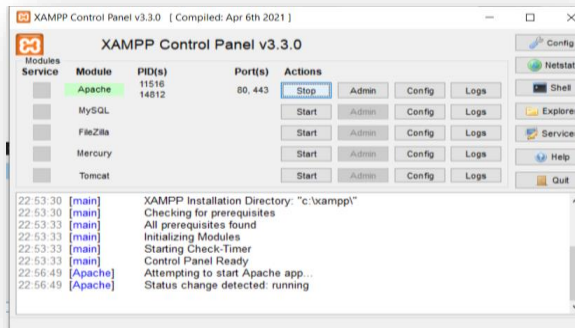 XAMPP Control Panel v3.3.0 [ Compiled: Apr 6th 2021 ]
XAMPP Control Panel v3.3.0
Config
Netstat
Shell
Explorer
Service
Help
Quit
Modules
Service Module PID(s) Port(s) Actions
Apache 11516 14812 80, 443 Stop Admin Config Logs
MySQL Start Admin Config Logs
FileZilla Start Admin Config Logs
Mercury Start Admin Config Logs
Tomcat Start Admin Config Logs
22:53:30 [main] XAMPP Installation Directory: "c:\xampp\"
22:53:30 [main] Checking for prerequisites
22:53:33 [main] All prerequisites found
22:53:33 [main] Initializing Modules
22:53:33 [main] Starting Check-Timer
22:53:33 [main] Control Panel Ready
22:56:49 [Apache] Attempting to start Apache app...
22:56:49 [Apache] Status change detected: running